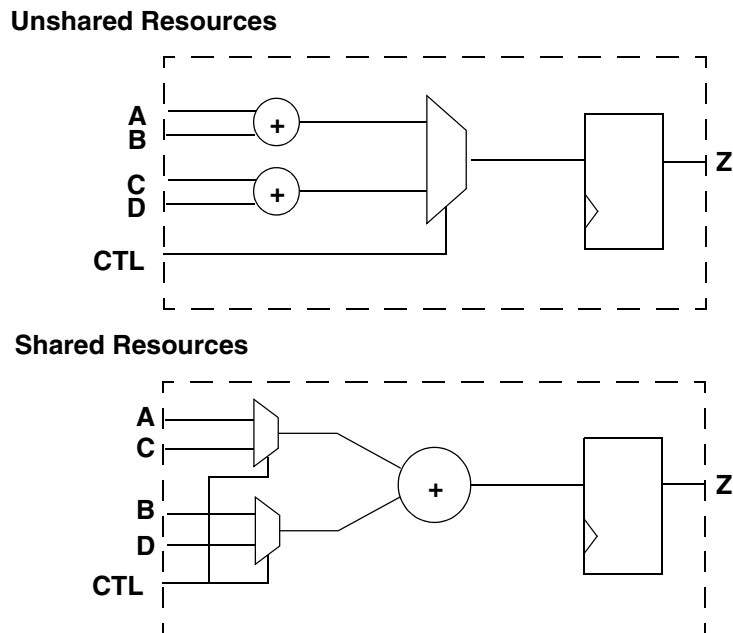 Unshared Resources
A
B
+
C
D
+
CTL
Z
Shared Resources
A
C
B
D
+
CTL
Z